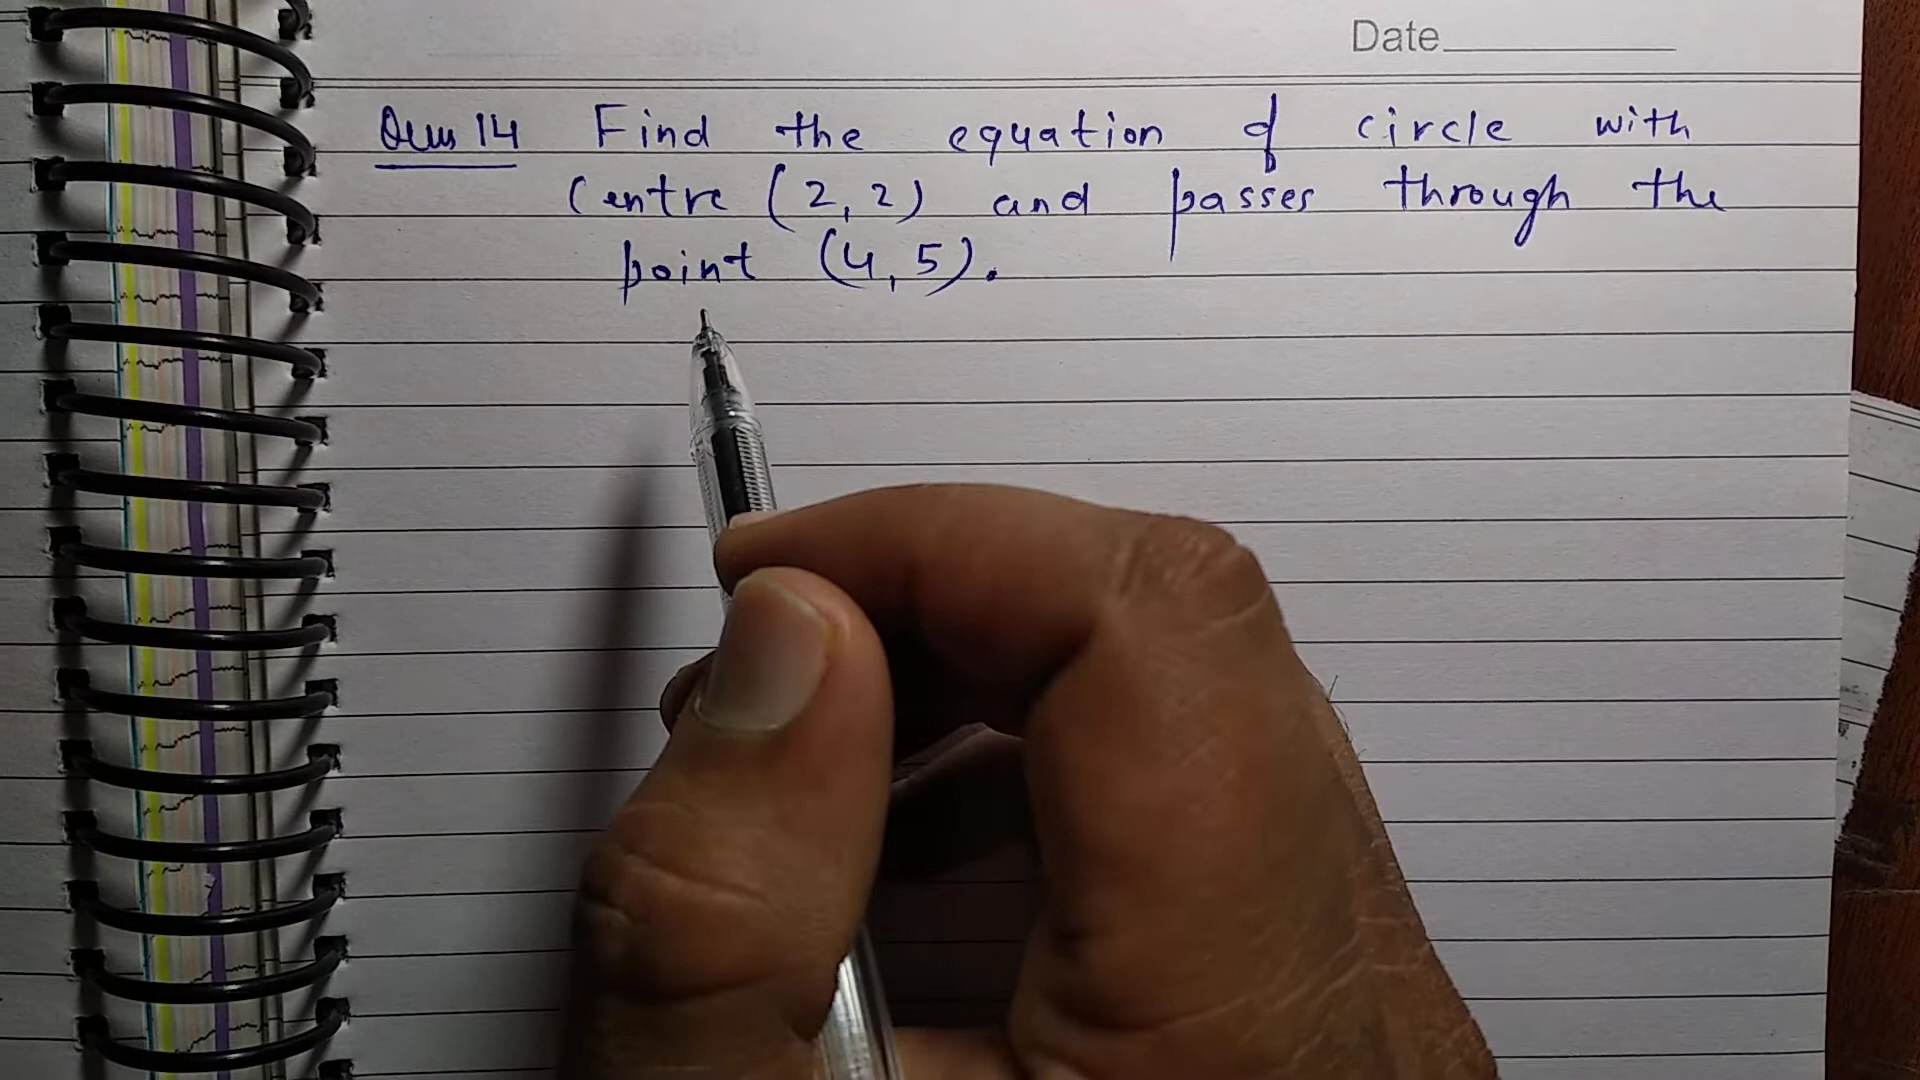 Date
Ques 14 Find the equation of circle with
Centre (2,2) and passes through the
point (4,5).